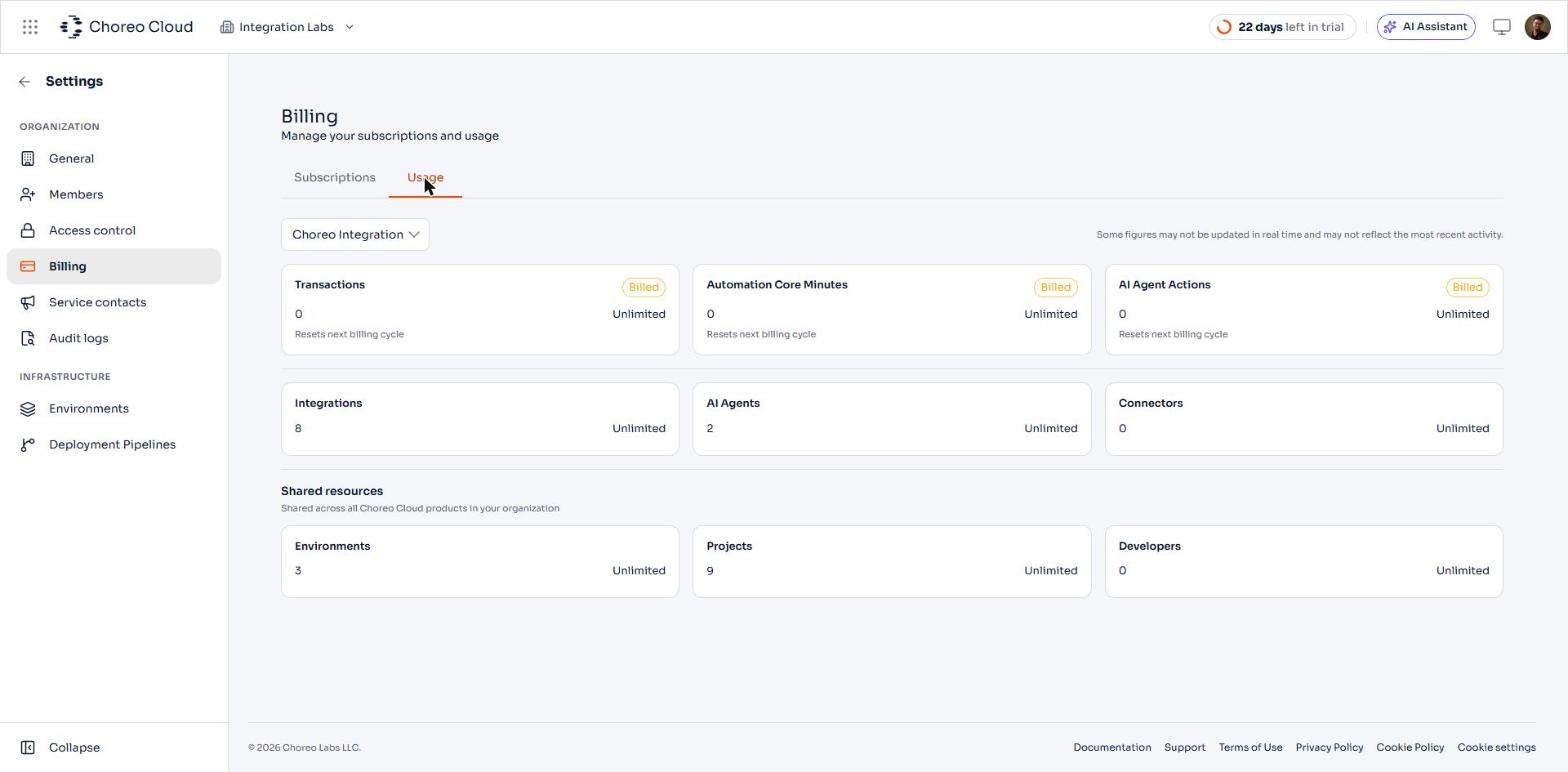 Choreo Cloud
Integration Labs
22 days left in trial
AI Assistant
Settings
ORGANIZATION
General
Members
Access control
Billing
Service contacts
Audit logs
INFRASTRUCTURE
Environments
Deployment Pipelines
Collapse
Billing
Manage your subscriptions and usage
Subscriptions
Usage
Choreo Integration
Some figures may not be updated in real time and may not reflect the most recent activity.
Transactions
Billed
0
Unlimited
Resets next billing cycle
Automation Core Minutes
Billed
0
Unlimited
Resets next billing cycle
AI Agent Actions
Billed
0
Unlimited
Resets next billing cycle
Integrations
8
Unlimited
AI Agents
2
Unlimited
Connectors
0
Unlimited
Shared resources
Shared across all Choreo Cloud products in your organization
Environments
3
Unlimited
Projects
9
Unlimited
Developers
0
Unlimited
© 2026 Choreo Labs LLC.
Documentation
Support
Terms of Use
Privacy Policy
Cookie Policy
Cookie settings